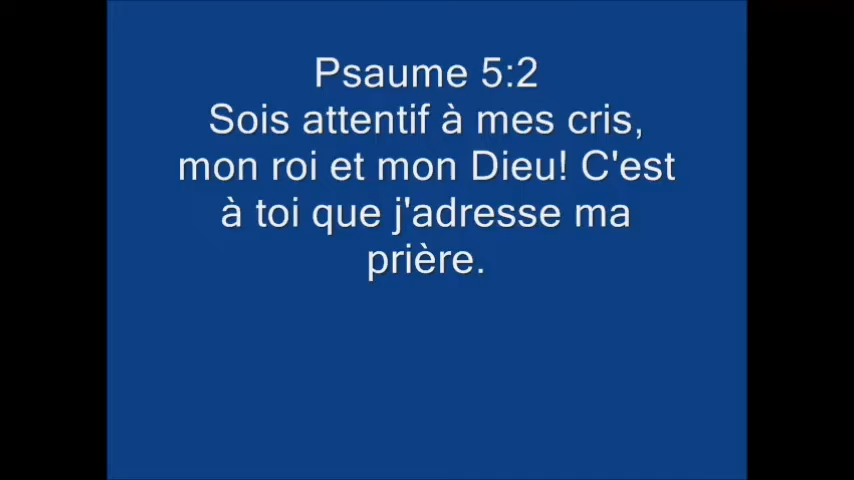 Psaume 5:2
Sois attentif à mes cris,
mon roi et mon Dieu! C'est
à toi que j'adresse ma
prière.